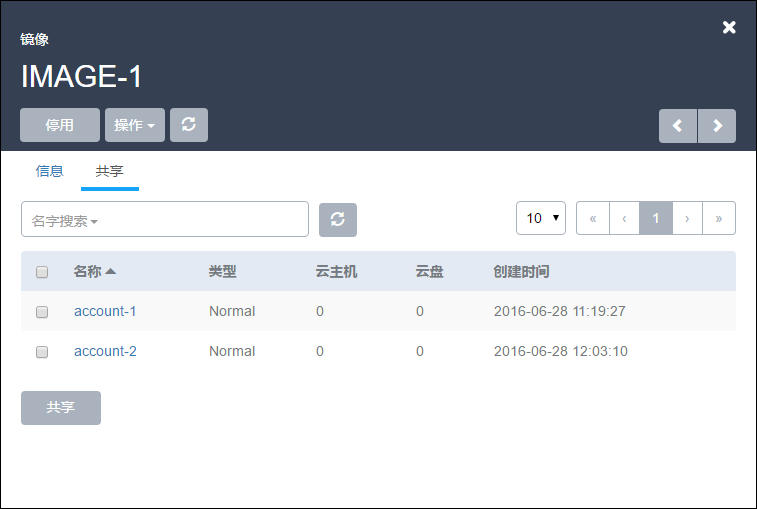 镜像
IMAGE-1
停用 操作
信息 共享
名字搜索 10 « ‹ 1 › »
名称 类型 云主机 云盘 创建时间
account-1 Normal 0 0 2016-06-28 11:19:27
account-2 Normal 0 0 2016-06-28 12:03:10
共享